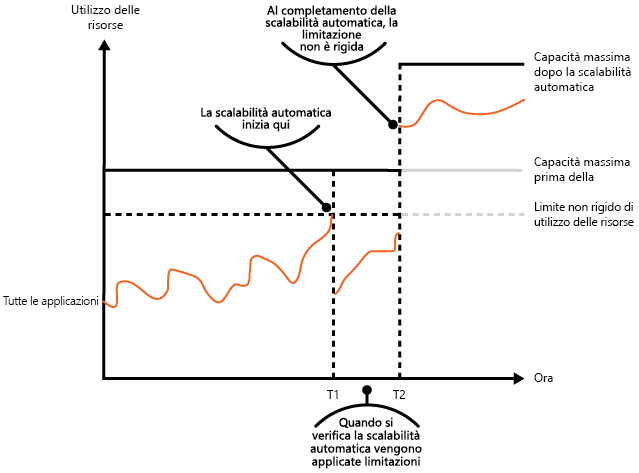 Utilizzo delle
risorse
Al completamento della
scalabilità automatica, la
limitazione
non è rigida
Capacità massima
dopo la scalabilità
automatica
La scalabilità automatica
inizia qui
Capacità massima
prima della
Limite non rigido di
utilizzo delle risorse
Tutte le applicazioni
Ora
T1
T2
Quando si
verifica la scalabilità
automatica vengono
applicate limitazioni